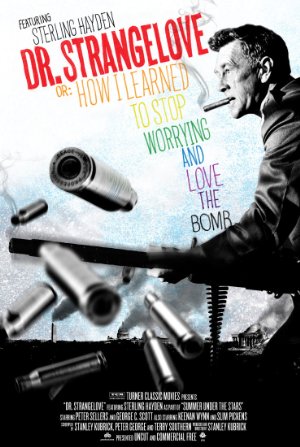 FEATURING
STERLING HAYDEN
DR. STRANGELOVE
OR: HOW I LEARNED
TO STOP
WORRYING
AND
LOVE
THE
BOMB
TCM
TURNER CLASSIC MOVIES PRESENTS
"DR. STRANGELOVE" FEATURING STERLING HAYDEN AS PART OF "SUMMER UNDER THE STARS"
STARRING PETER SELLERS AND GEORGE C. SCOTT ALSO STARRING KEENAN WYNN AND SLIM PICKENS
STANLEY KUBRICK, PETER GEORGE AND TERRY SOUTHERN STANLEY KUBRICK
PRESENTED UNCUT AND COMMERCIAL FREE